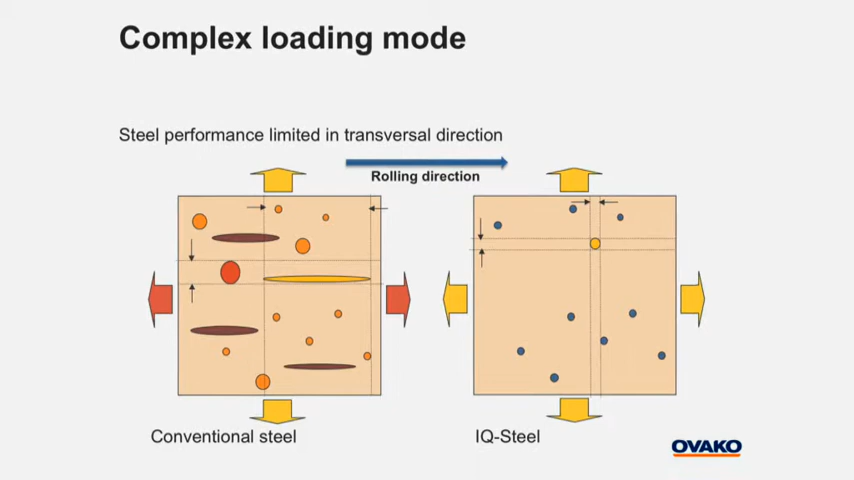 Complex loading mode
Steel performance limited in transversal direction
Rolling direction
Conventional steel
IQ-Steel
OVAKO